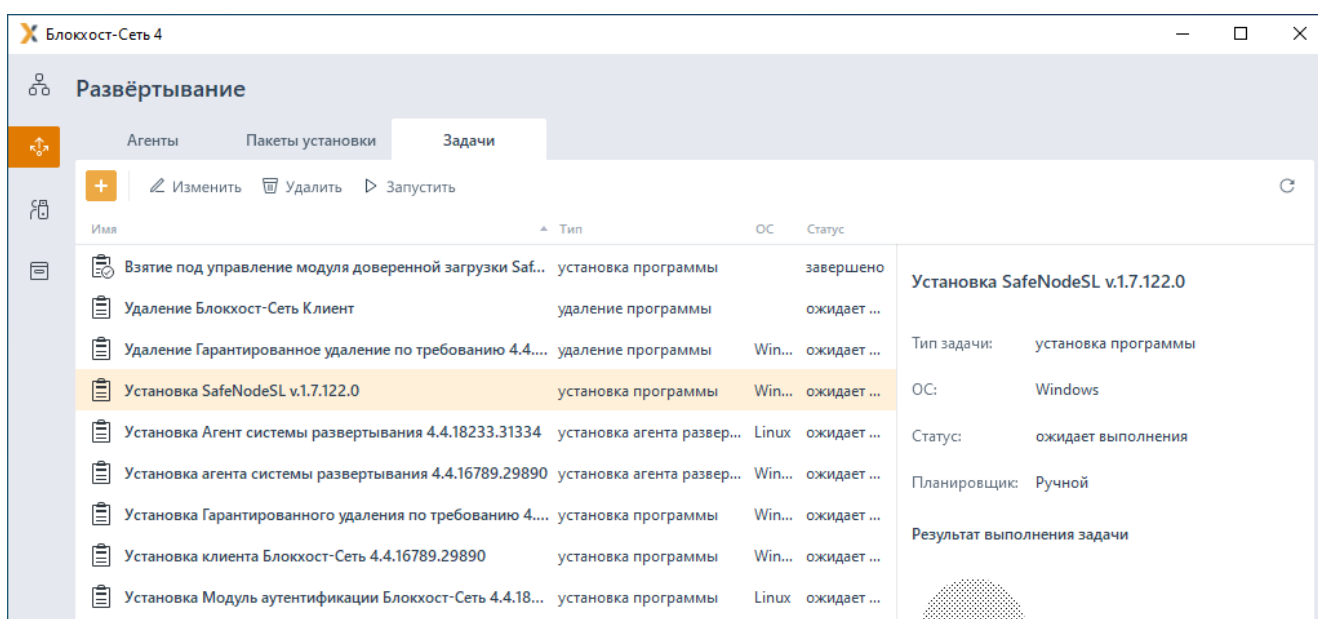 Блокхост-Сеть 4
Развёртывание
Агенты Пакеты установки Задачи
Изменить Удалить Запустить
Имя Тип ОС Статус
Взятие под управление модуля доверенной загрузки Saf... установка программы завершено
Установка SafeNodeSL v.1.7.122.0
Удаление Блокхост-Сеть Клиент удаление программы ожидает ...
Удаление Гарантированное удаление по требованию 4.4.... удаление программы Win... ожидает ...
Тип задачи: установка программы
Установка SafeNodeSL v.1.7.122.0 установка программы Win... ожидает ...
ОС: Windows
Установка Агент системы развертывания 4.4.18233.31334 установка агента развер... Linux ожидает ...
Статус: ожидает выполнения
Установка агента системы развертывания 4.4.16789.29890 установка агента развер... Win... ожидает ...
Планировщик: Ручной
Установка Гарантированного удаления по требованию 4.... установка программы Win... ожидает ...
Результат выполнения задачи
Установка клиента Блокхост-Сеть 4.4.16789.29890 установка программы Win... ожидает ...
Установка Модуль аутентификации Блокхост-Сеть 4.4.18... установка программы Linux ожидает ...